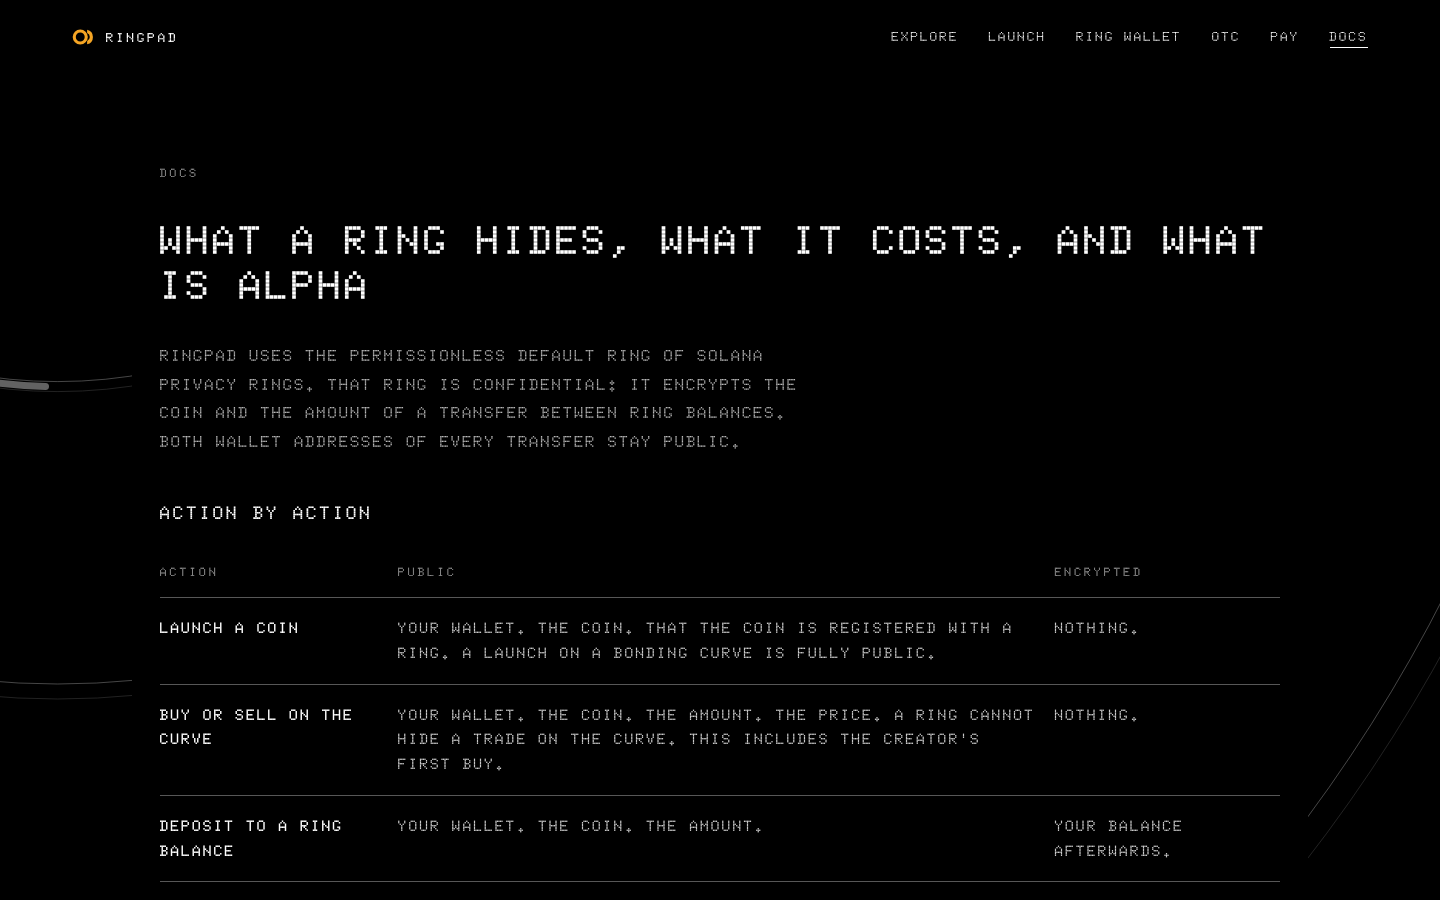 RINGPAD
EXPLORE LAUNCH RING WALLET OTC PAY DOCS
DOCS
WHAT A RING HIDES, WHAT IT COSTS, AND WHAT
IS ALPHA
RINGPAD USES THE PERMISSIONLESS DEFAULT RING OF SOLANA
PRIVACY RINGS. THAT RING IS CONFIDENTIAL: IT ENCRYPTS THE
COIN AND THE AMOUNT OF A TRANSFER BETWEEN RING BALANCES.
BOTH WALLET ADDRESSES OF EVERY TRANSFER STAY PUBLIC.
ACTION BY ACTION
ACTION PUBLIC ENCRYPTED
LAUNCH A COIN
YOUR WALLET. THE COIN. THAT THE COIN IS REGISTERED WITH A
RING. A LAUNCH ON A BONDING CURVE IS FULLY PUBLIC.
NOTHING.
BUY OR SELL ON THE
CURVE
YOUR WALLET. THE COIN. THE AMOUNT. THE PRICE. A RING CANNOT
HIDE A TRADE ON THE CURVE. THIS INCLUDES THE CREATOR'S
FIRST BUY.
NOTHING.
DEPOSIT TO A RING
BALANCE
YOUR WALLET. THE COIN. THE AMOUNT.
YOUR BALANCE
AFTERWARDS.